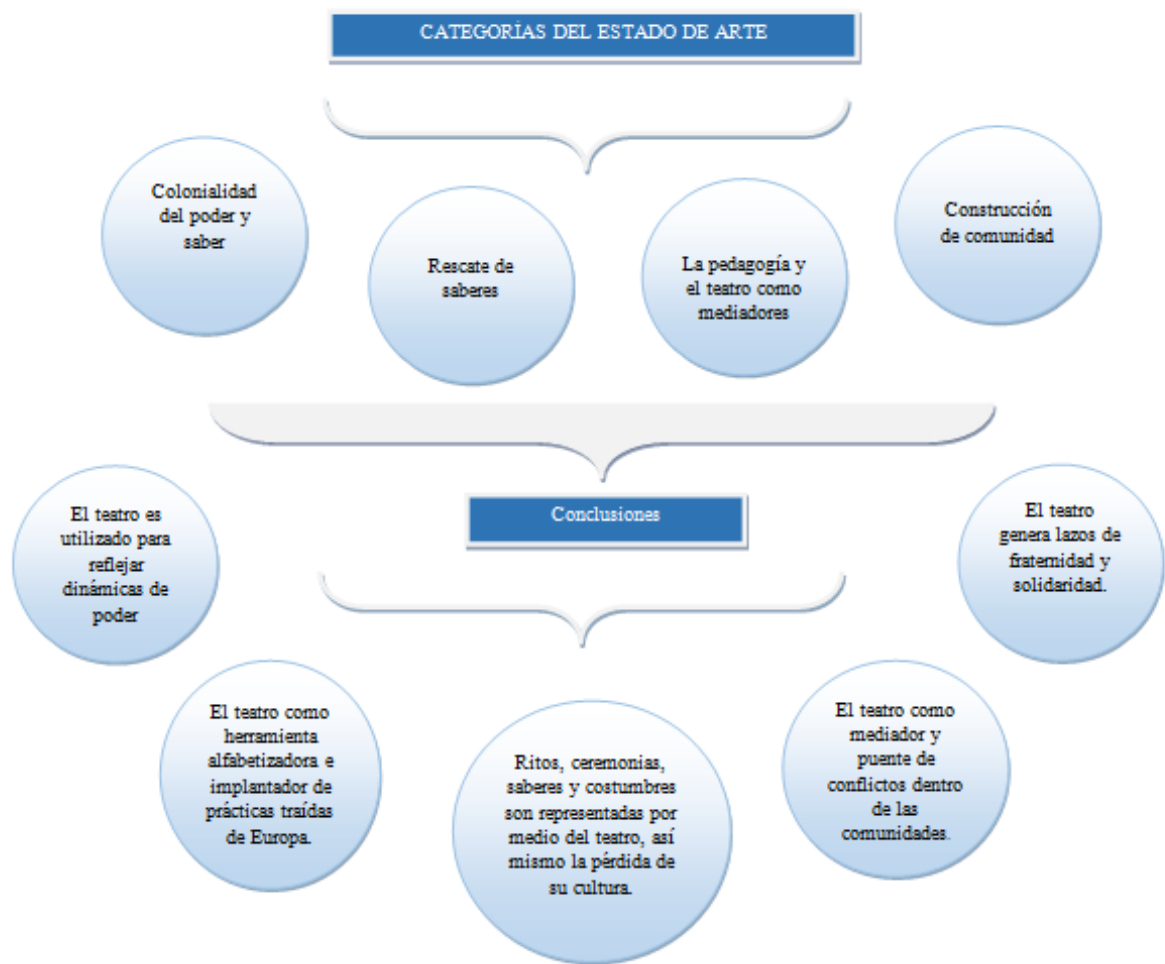 CATEGORÍAS DEL ESTADO DE ARTE
Colonialidad
del poder y
saber
Rescate de
saberes
La pedagogía y
el teatro como
mediadores
Construcción
de comunidad
Conclusiones
El teatro es
utilizado para
reflejar
dinámicas de
poder
El teatro como
herramienta
alfabetizadora e
implantador de
prácticas traídas
de Europa.
Ritos, ceremonias,
saberes y costumbres
son representadas por
medio del teatro, así
mismo la pérdida de
su cultura.
El teatro como
mediador y
puente de
conflictos dentro
de las
comunidades.
El teatro
genera lazos de
fraternidad y
solidaridad.